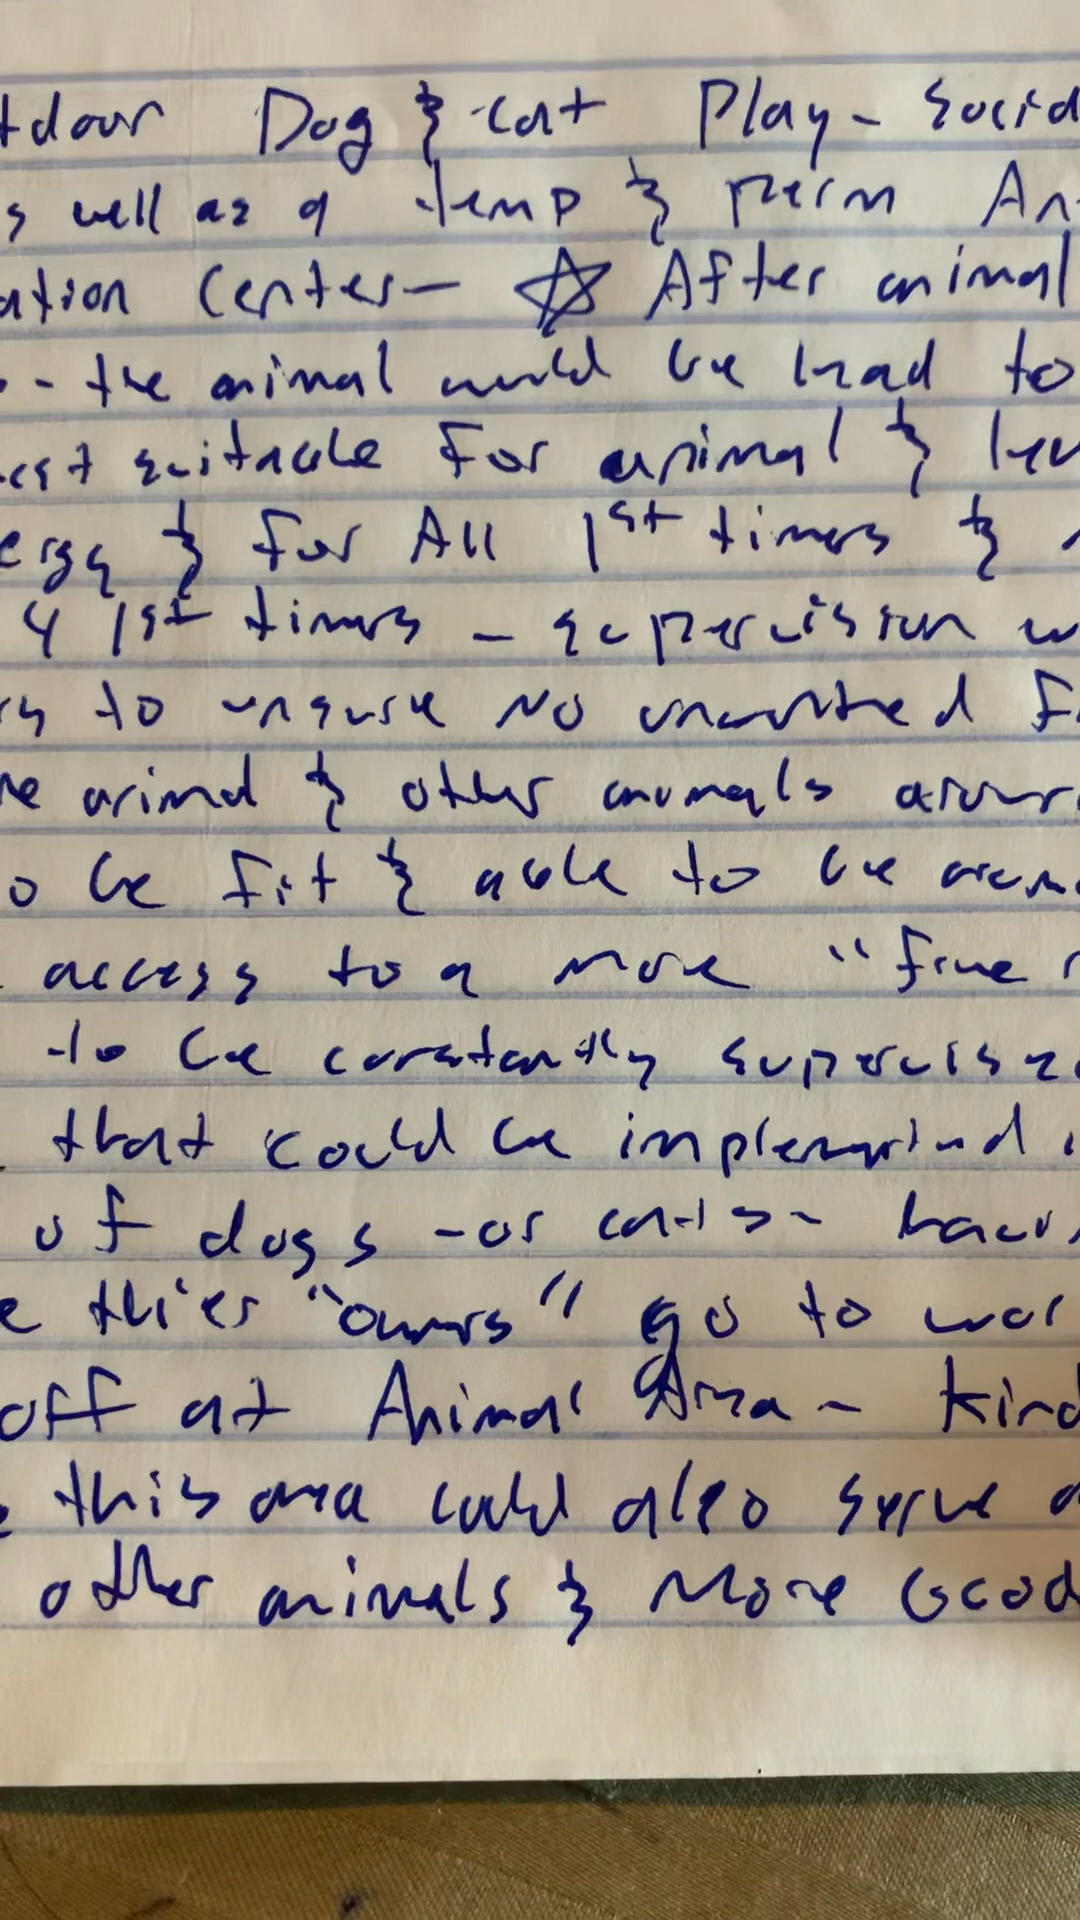 tdoor Dog & cat Play - Social
s well as a temp & perm An
ation Center - ☆ After animal
- the animal would be had to
est suitable For animal & lev
ergy & for All 1st times &
4 1st times - supervision w
to unsure No unwanted F
animal & other animals aroun
o be fit & able to be aroun
access to a more "free r
to be constantly supervise
that could be implemented i
of dogs - or cats -
e thier "owners" go to wor
off at Animal Area - kind
this area could also serve a
other animals & More Good